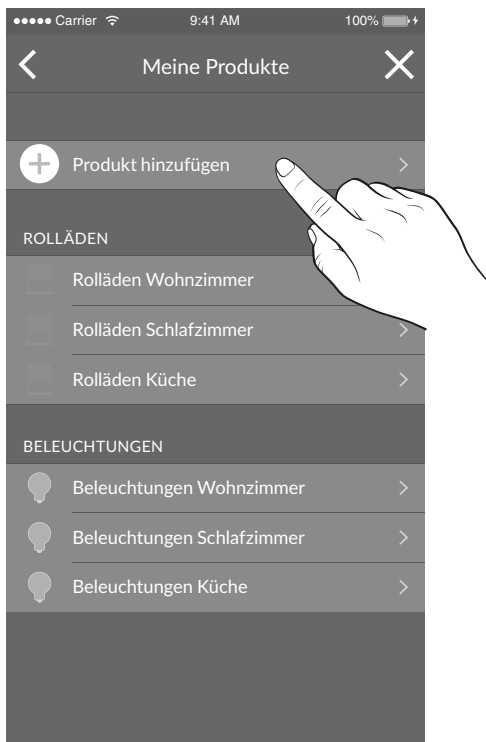 Carrier 9:41 AM 100%
Meine Produkte
Produkt hinzufügen
ROLLÄDEN
Rolläden Wohnzimmer
Rolläden Schlafzimmer
Rolläden Küche
BELEUCHTUNGEN
Beleuchtungen Wohnzimmer
Beleuchtungen Schlafzimmer
Beleuchtungen Küche